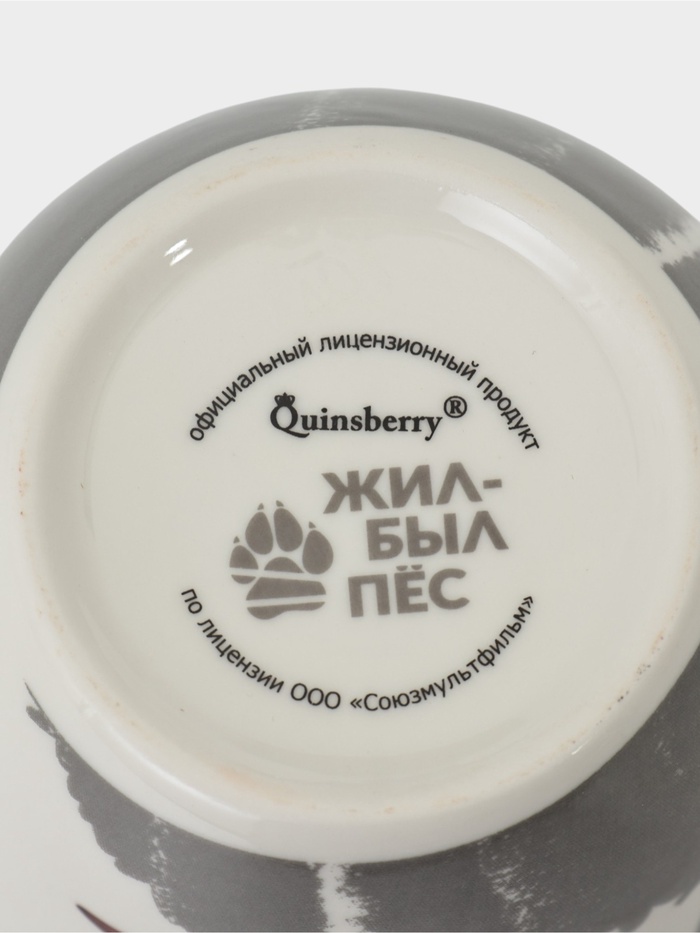 официальный лицензионный продукт
Quinsberry®
ЖИЛ-
БЫЛ
ПЁС
по лицензии ООО «Союзмультфильм»